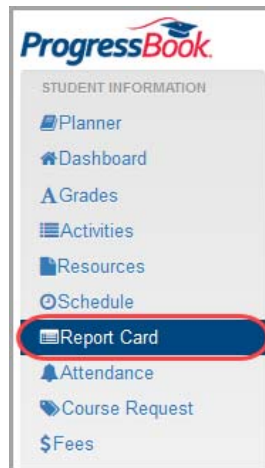 ProgressBook.
STUDENT INFORMATION
Planner
Dashboard
Grades
Activities
Resources
Schedule
Report Card
Attendance
Course Request
Fees